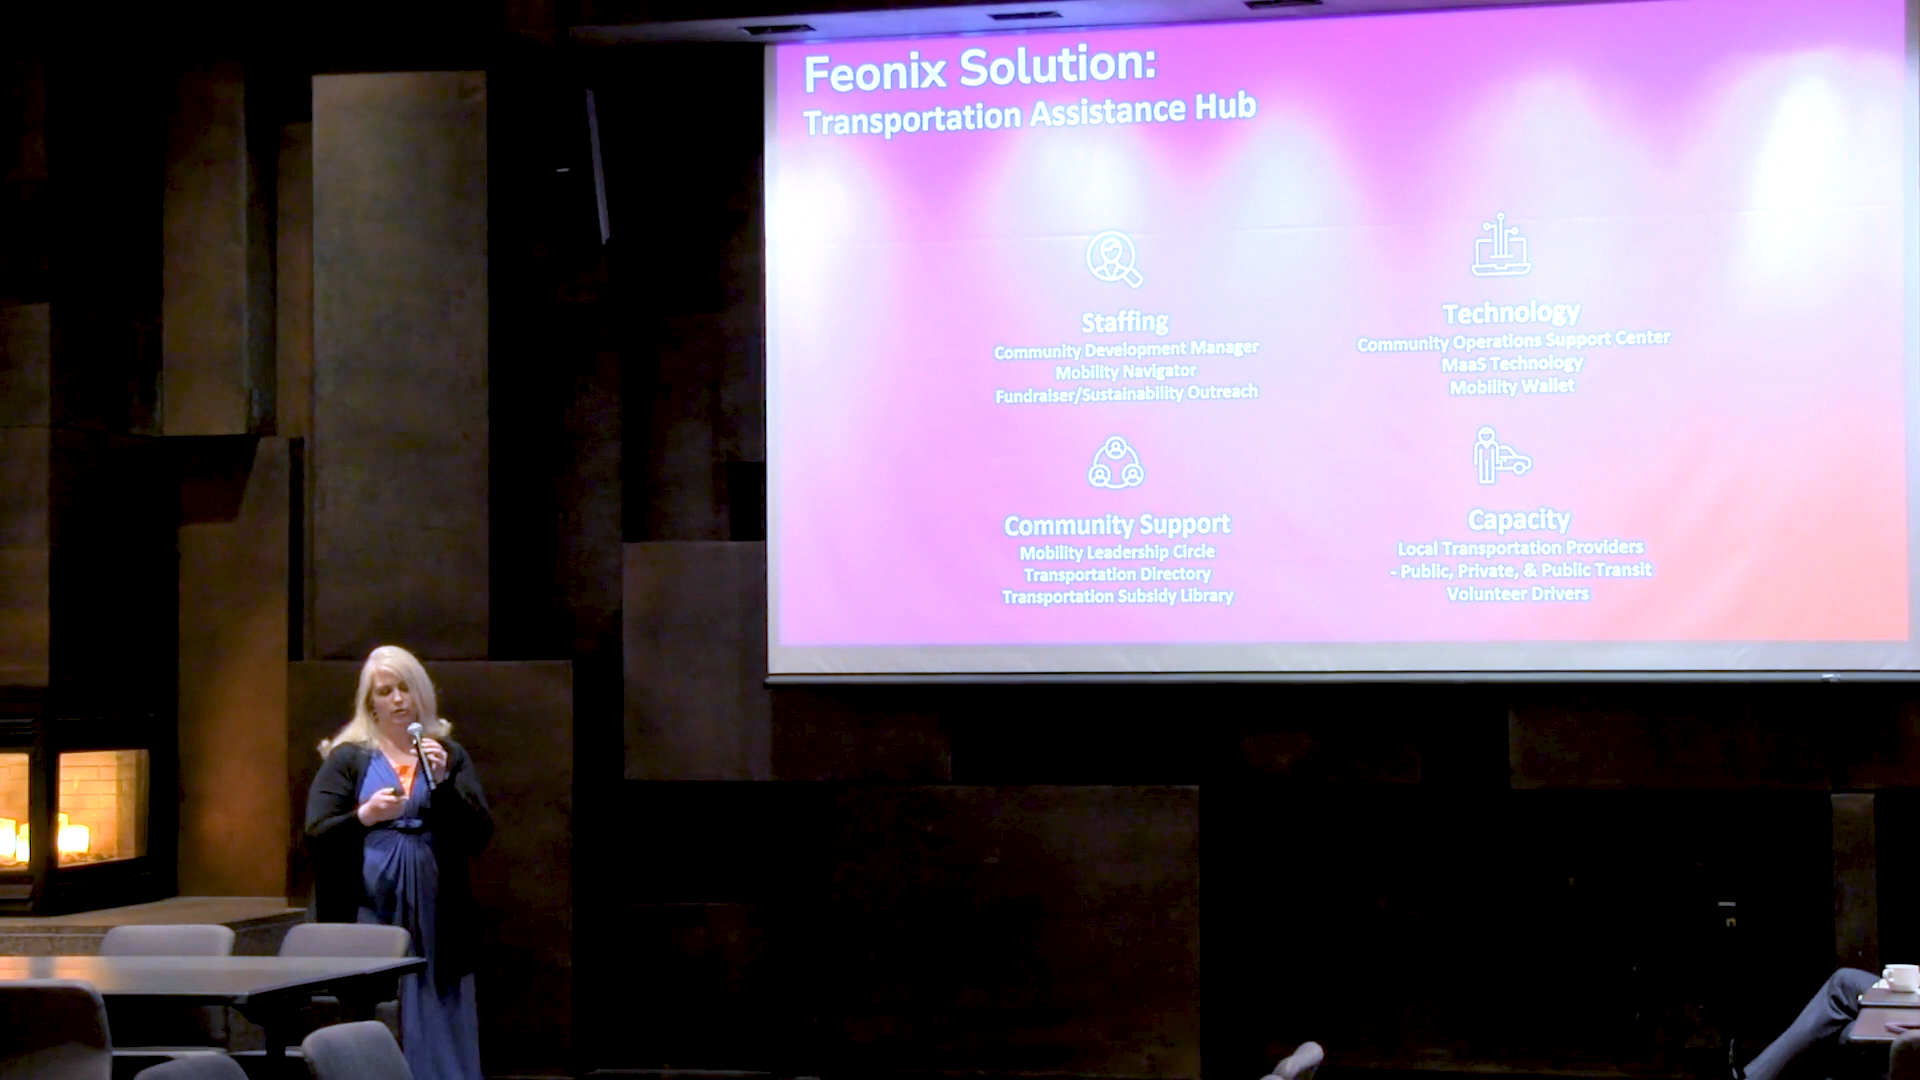 Feonix Solution:
Transportation Assistance Hub
Staffing
Community Development Manager
Mobility Navigator
Fundraiser/Sustainability Outreach
Technology
Community Operations Support Center
MaaS Technology
Mobility Wallet
Community Support
Mobility Leadership Circle
Transportation Directory
Transportation Subsidy Library
Capacity
Local Transportation Providers
- Public, Private, & Public Transit
Volunteer Drivers